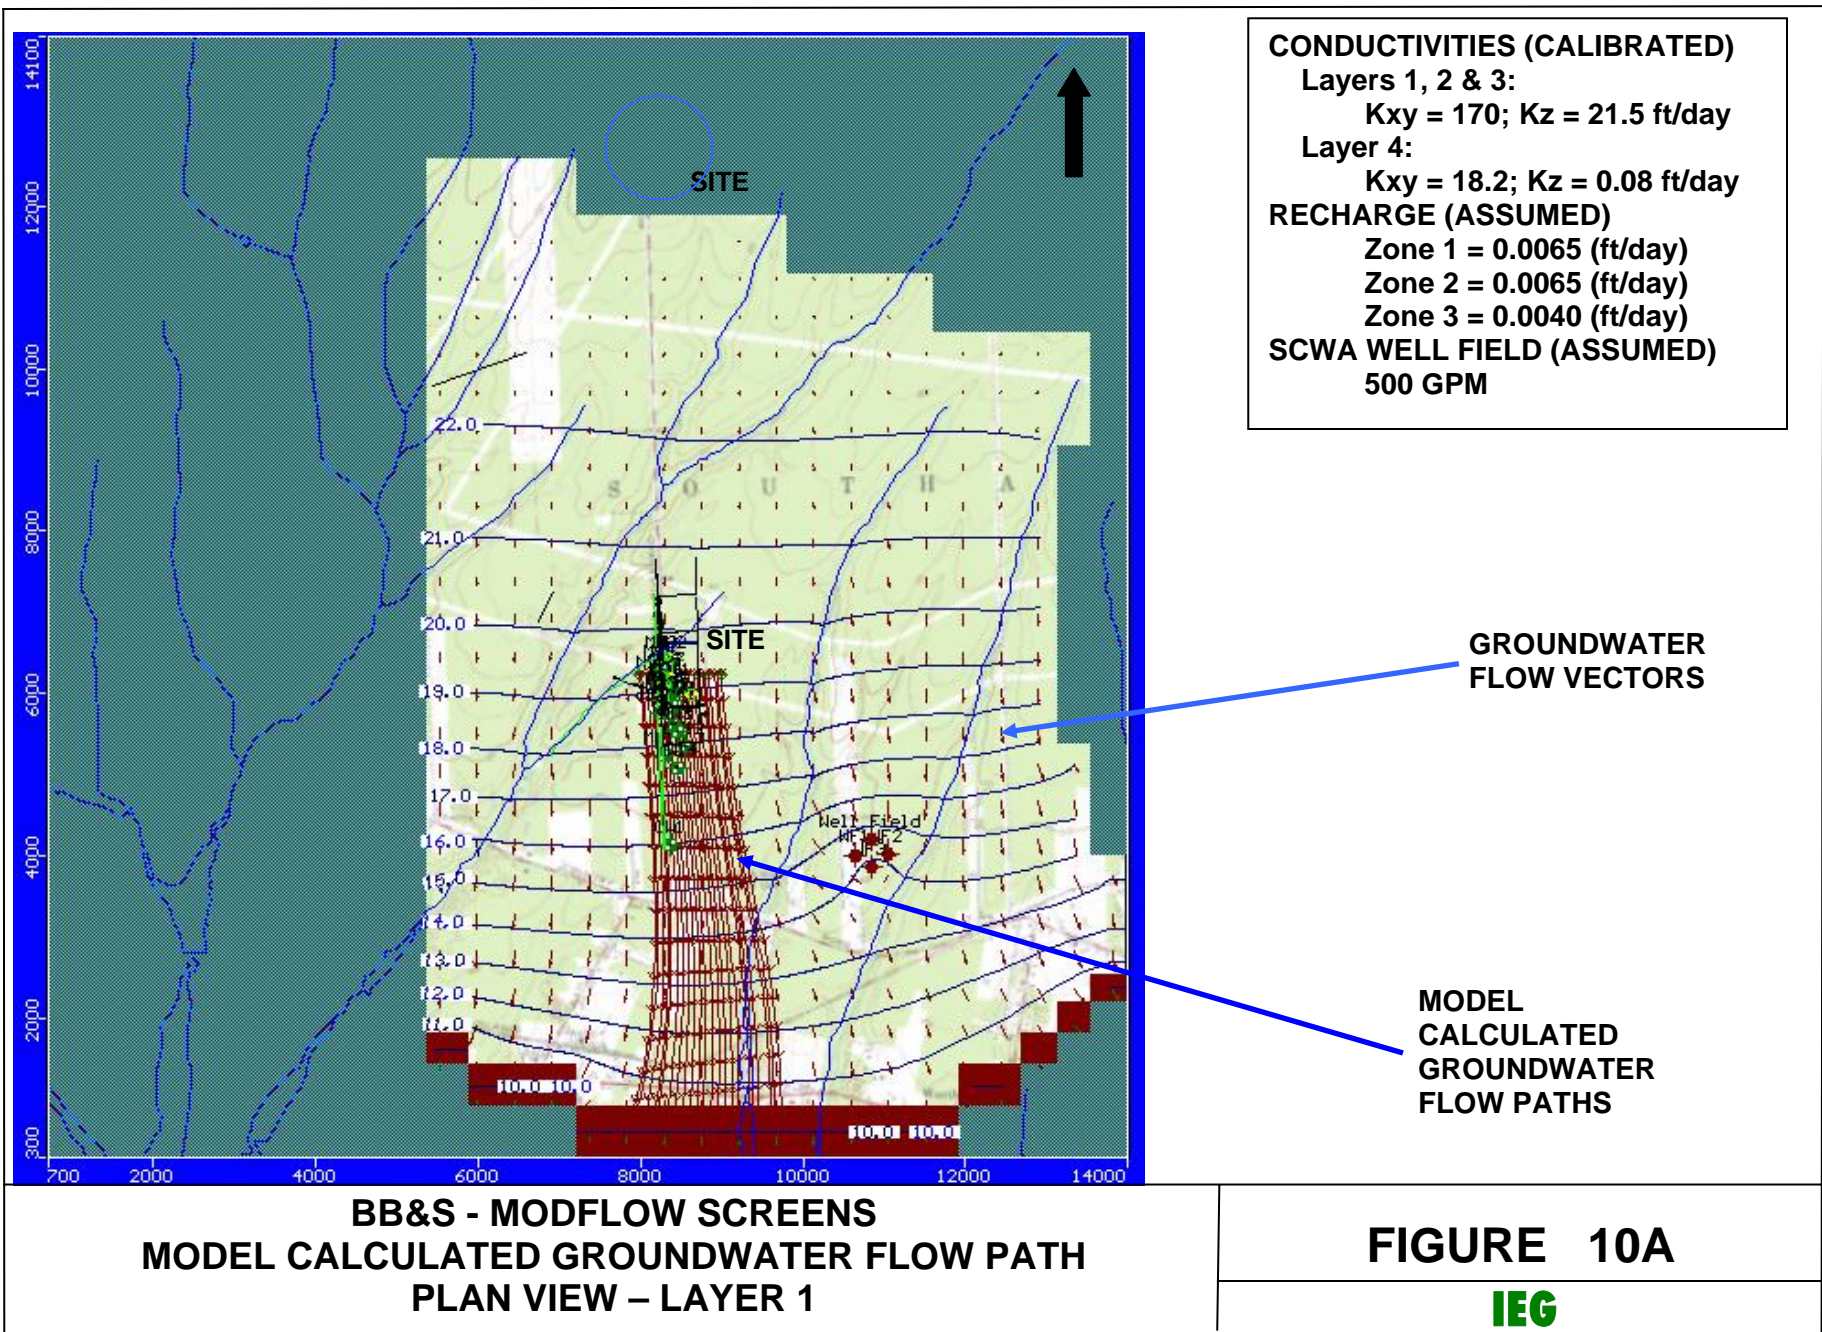 CONDUCTIVITIES (CALIBRATED)
Layers 1, 2 & 3:
Kxy = 170; Kz = 21.5 ft/day
Layer 4:
Kxy = 18.2; Kz = 0.08 ft/day
RECHARGE (ASSUMED)
Zone 1 = 0.0065 (ft/day)
Zone 2 = 0.0065 (ft/day)
Zone 3 = 0.0040 (ft/day)
SCWA WELL FIELD (ASSUMED)
500 GPM
14100
12000
10000
8000
6000
4000
2000
300
SITE
22.0
S O U T H A
21.0
20.0
SITE
19.0
18.0
17.0
Well Field
16.0
15.0
14.0
13.0
12.0
11.0
10.0 10.0
10.0 10.0
700 2000 4000 6000 8000 10000 12000 14000
GROUNDWATER
FLOW VECTORS
MODEL
CALCULATED
GROUNDWATER
FLOW PATHS
BB&S - MODFLOW SCREENS
MODEL CALCULATED GROUNDWATER FLOW PATH
PLAN VIEW – LAYER 1
FIGURE 10A
IEG